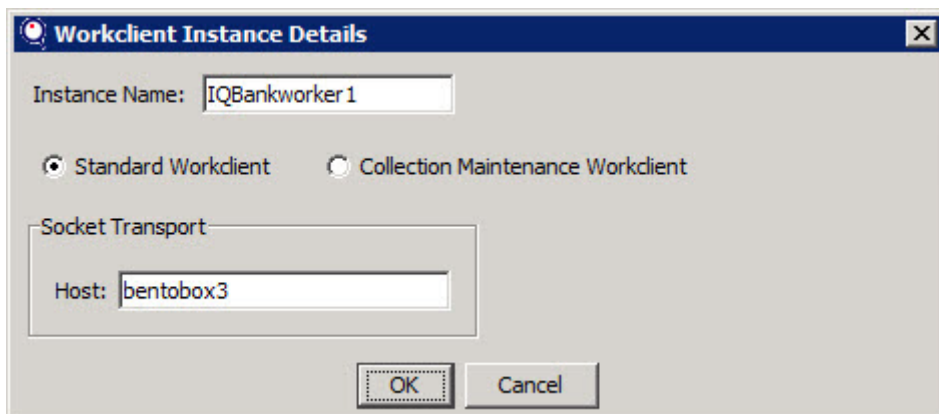 Workclient Instance Details
Instance Name: IQBankworker1
Standard Workclient Collection Maintenance Workclient
Socket Transport
Host: bentobox3
OK Cancel